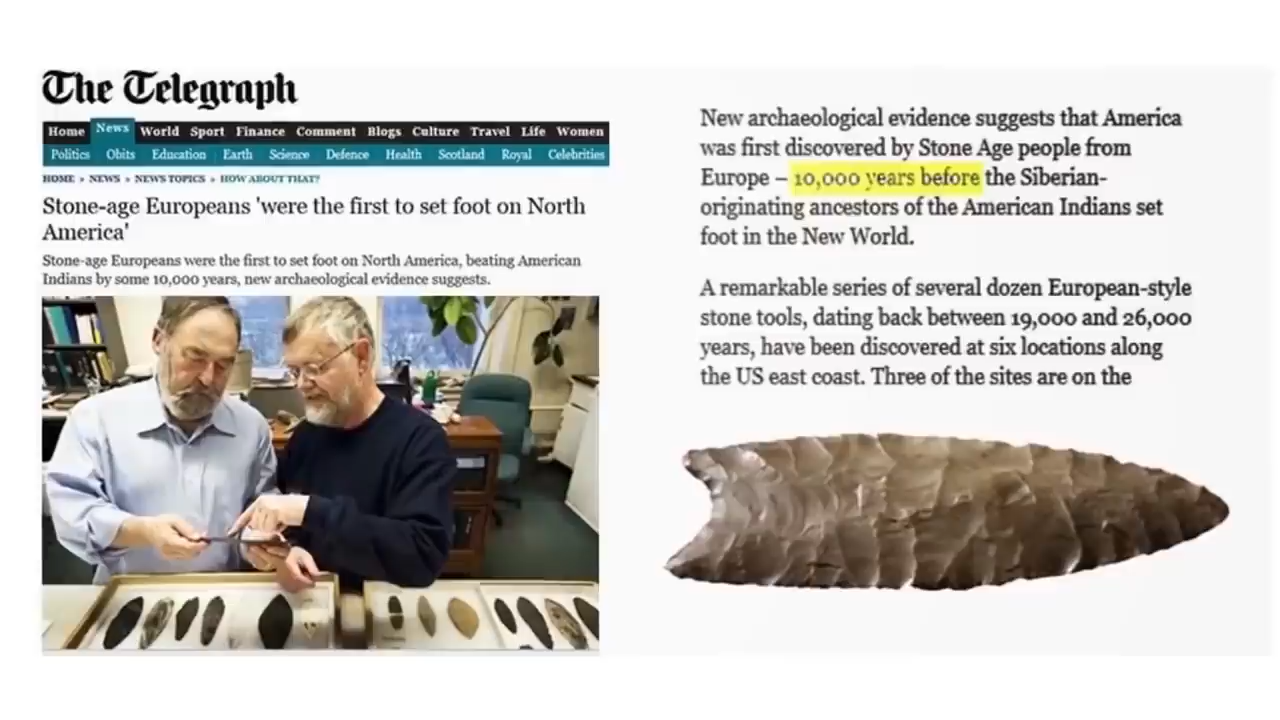 The Telegraph
Home News World Sport Finance Comment Blogs Culture Travel Life Women
Politics Obits Education Earth Science Defence Health Scotland Royal Celebrities
HOME » NEWS » NEWS TOPICS » HOW ABOUT THAT?
Stone-age Europeans 'were the first to set foot on North
America'
Stone-age Europeans were the first to set foot on North America, beating American
Indians by some 10,000 years, new archaeological evidence suggests.
New archaeological evidence suggests that America
was first discovered by Stone Age people from
Europe – 10,000 years before the Siberian-
originating ancestors of the American Indians set
foot in the New World.
A remarkable series of several dozen European-style
stone tools, dating back between 19,000 and 26,000
years, have been discovered at six locations along
the US east coast. Three of the sites are on the